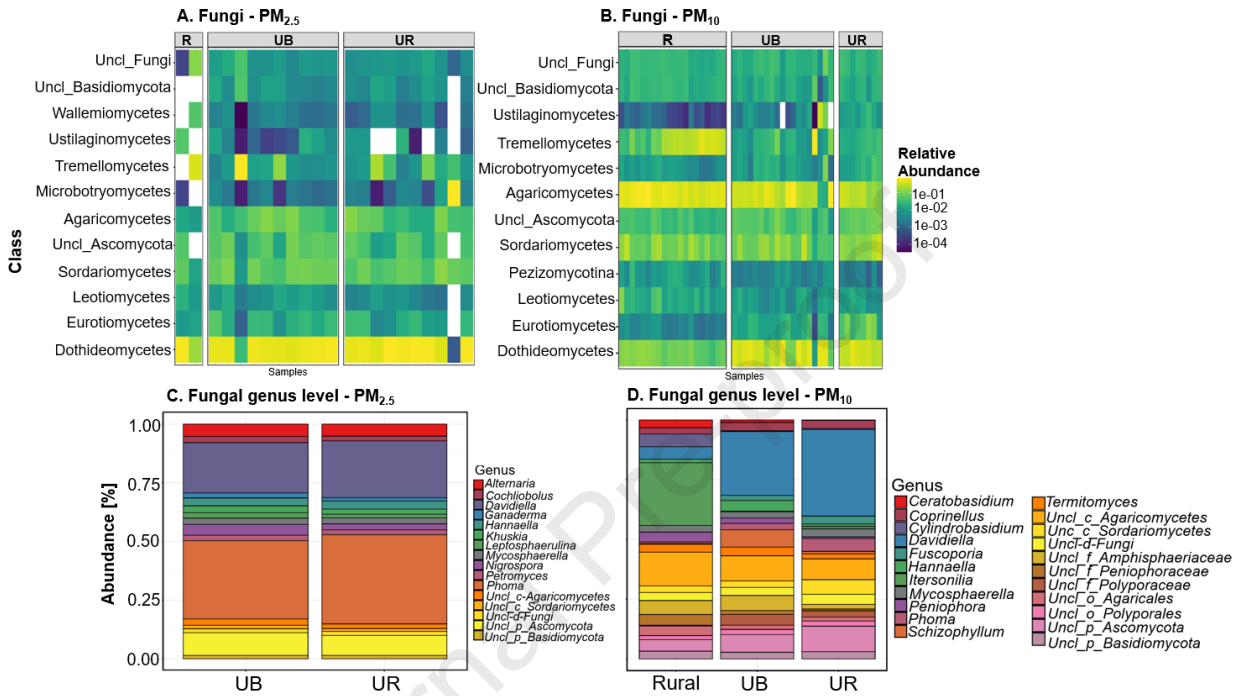 A. Fungi - PM2.5
R
UB
UR
Class
Uncl_Fungi
Uncl_Basidiomycota
Wallemiomycetes
Ustilaginomycetes
Tremellomycetes
Microbotryomycetes
Agaricomycetes
Uncl_Ascomycota
Sordariomycetes
Leotiomycetes
Eurotiomycetes
Dothideomycetes
Samples
B. Fungi - PM10
R
UB
UR
Uncl_Fungi
Uncl_Basidiomycota
Ustilaginomycetes
Tremellomycetes
Microbotryomycetes
Agaricomycetes
Uncl_Ascomycota
Sordariomycetes
Pezizomycotina
Leotiomycetes
Eurotiomycetes
Dothideomycetes
Samples
Relative
Abundance
1e-01
1e-02
1e-03
1e-04
C. Fungal genus level - PM2.5
Abundance [%]
1.00
0.75
0.50
0.25
0.00
UB
UR
Genus
Alternaria
Cochliobolus
Davidiella
Ganaderma
Hannaella
Khuskia
Leptosphaerulina
Mycosphaerella
Nigrospora
Petromyces
Phoma
Uncl_c-Agaricomycetes
Uncl_c_Sordariomycetes
Uncl-d-Fungi
Uncl_p_Ascomycota
Uncl_p_Basidiomycota
D. Fungal genus level - PM10
Rural
UB
UR
Genus
Ceratobasidium
Coprinellus
Cylindrobasidium
Davidiella
Fuscoporia
Hannaella
Itersonilia
Mycosphaerella
Peniophora
Phoma
Schizophyllum
Termitomyces
Uncl_c_Agaricomycetes
Unc_c_Sordariomycetes
Uncl-d-Fungi
Uncl_f_Amphisphaeriaceae
Uncl_f_Peniophoraceae
Uncl_f_Polyporaceae
Uncl_o_Agaricales
Uncl_o_Polyporales
Uncl_p_Ascomycota
Uncl_p_Basidiomycota
rnal Pre-proof